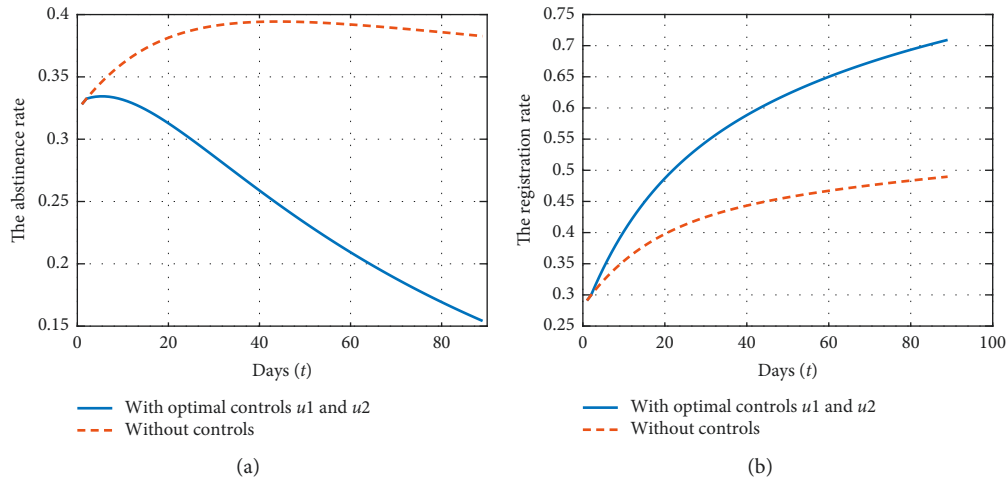 0.4
0.35
0.3
0.25
0.2
0.15
The abstinence rate
0 20 40 60 80
Days (t)
With optimal controls u1 and u2
Without controls
(a)
0.7
0.65
0.6
0.55
0.5
0.45
0.4
0.35
0.3
0.25
The registration rate
0 20 40 60 80 100
Days (t)
With optimal controls u1 and u2
Without controls
(b)